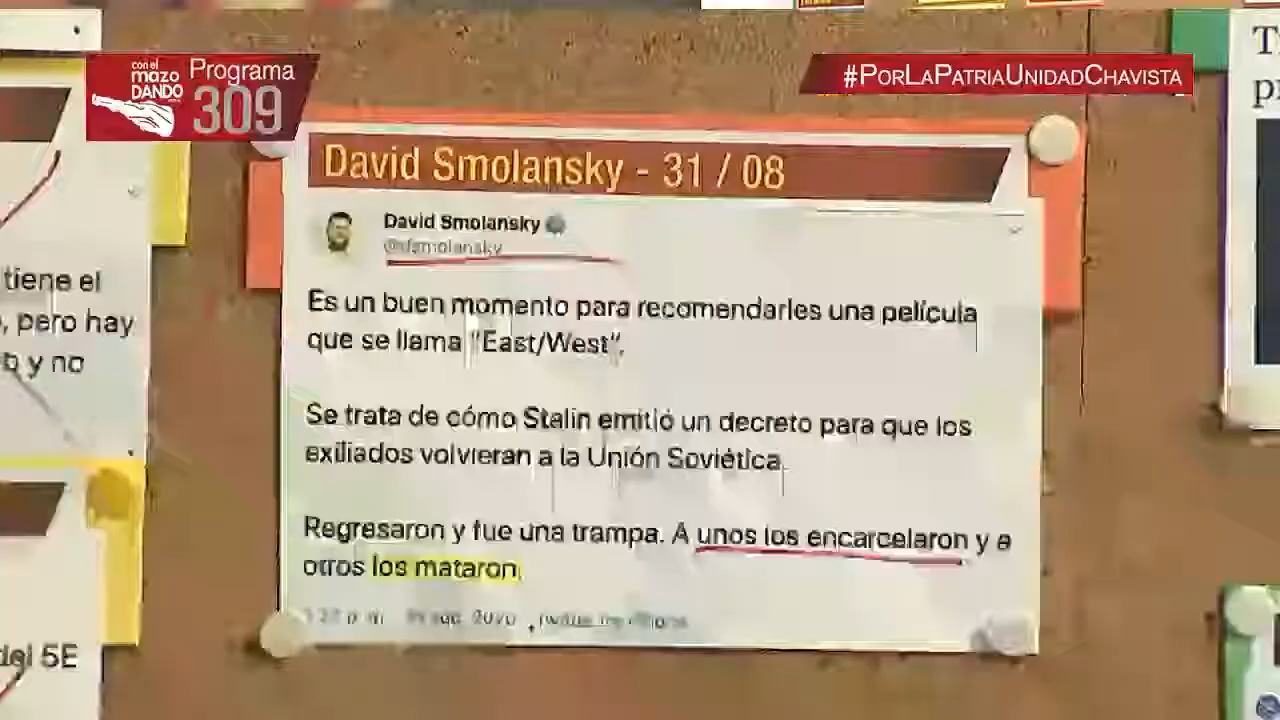 con el
mazo
DANDO
Programa
309
#PORLAPATRIAUNIDADCHAVISTA
David Smolansky - 31 / 08
David Smolansky
@dsmolansky
Es un buen momento para recomendarles una película
que se llama "East/West".
Se trata de cómo Stalin emitió un decreto para que los
exiliados volvieran a la Unión Soviética.
Regresaron y fue una trampa. A unos los encarcelaron y a
otros los mataron.
tiene el
, pero hay
y no
del 5E